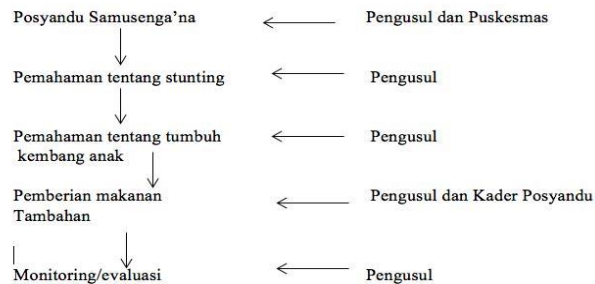 Posyandu Samusenga’na
Pengusul dan Puskesmas
Pemahaman tentang stunting
Pengusul
Pemahaman tentang tumbuh
kembang anak
Pengusul
Pemberian makanan
Tambahan
Pengusul dan Kader Posyandu
Monitoring/evaluasi
Pengusul